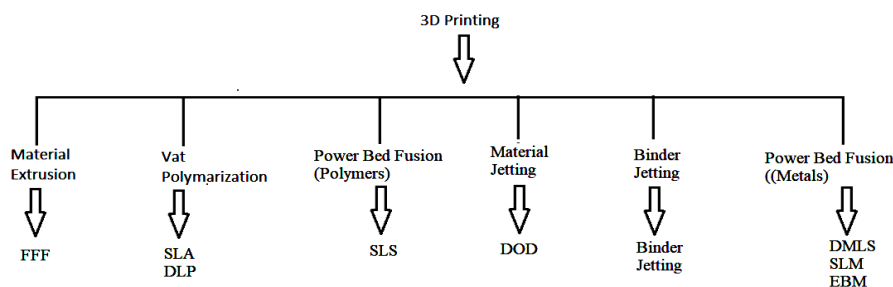 3D Printing
Material
Extrusion
Vat
Polymarization
Power Bed Fusion
(Polymers)
Material
Jetting
Binder
Jetting
Power Bed Fusion
((Metals)
FFF
SLA
DLP
SLS
DOD
Binder
Jetting
DMLS
SLM
EBM